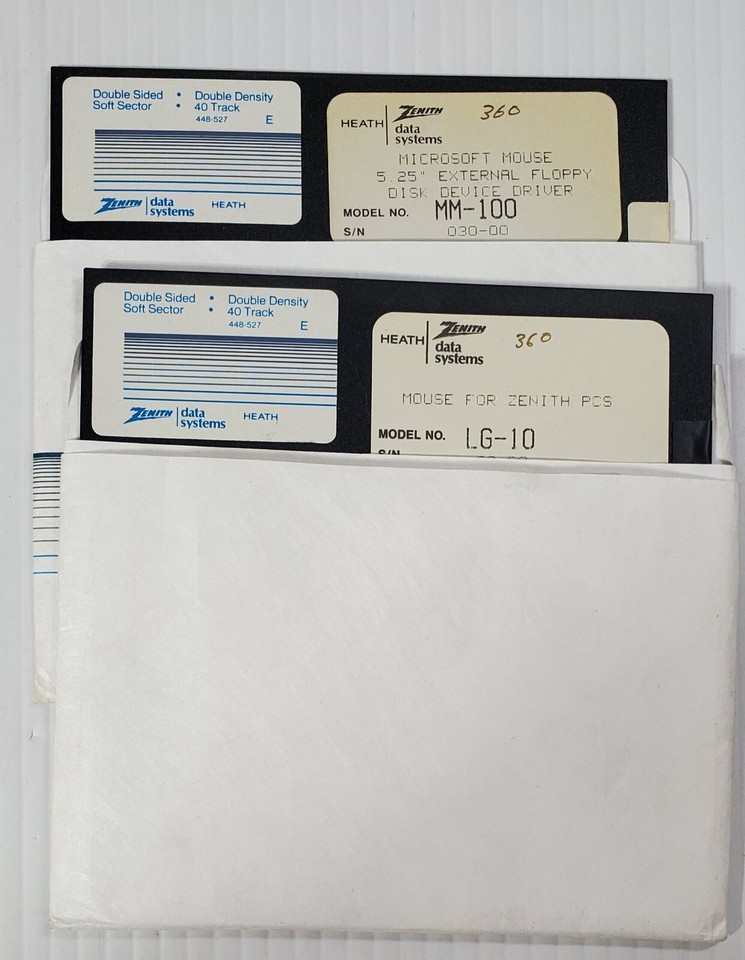 Double Sided • Double Density
Soft Sector • 40 Track
448-527 E
ZENITH data systems HEATH
HEATH ZENITH data systems 360
MICROSOFT MOUSE
5.25" EXTERNAL FLOPPY
DISK DEVICE DRIVER
MODEL NO. MM-100
S/N 030-00
Double Sided • Double Density
Soft Sector • 40 Track
448-527 E
ZENITH data systems HEATH
HEATH ZENITH data systems 360
MOUSE FOR ZENITH PCS
MODEL NO. LG-10
S/N